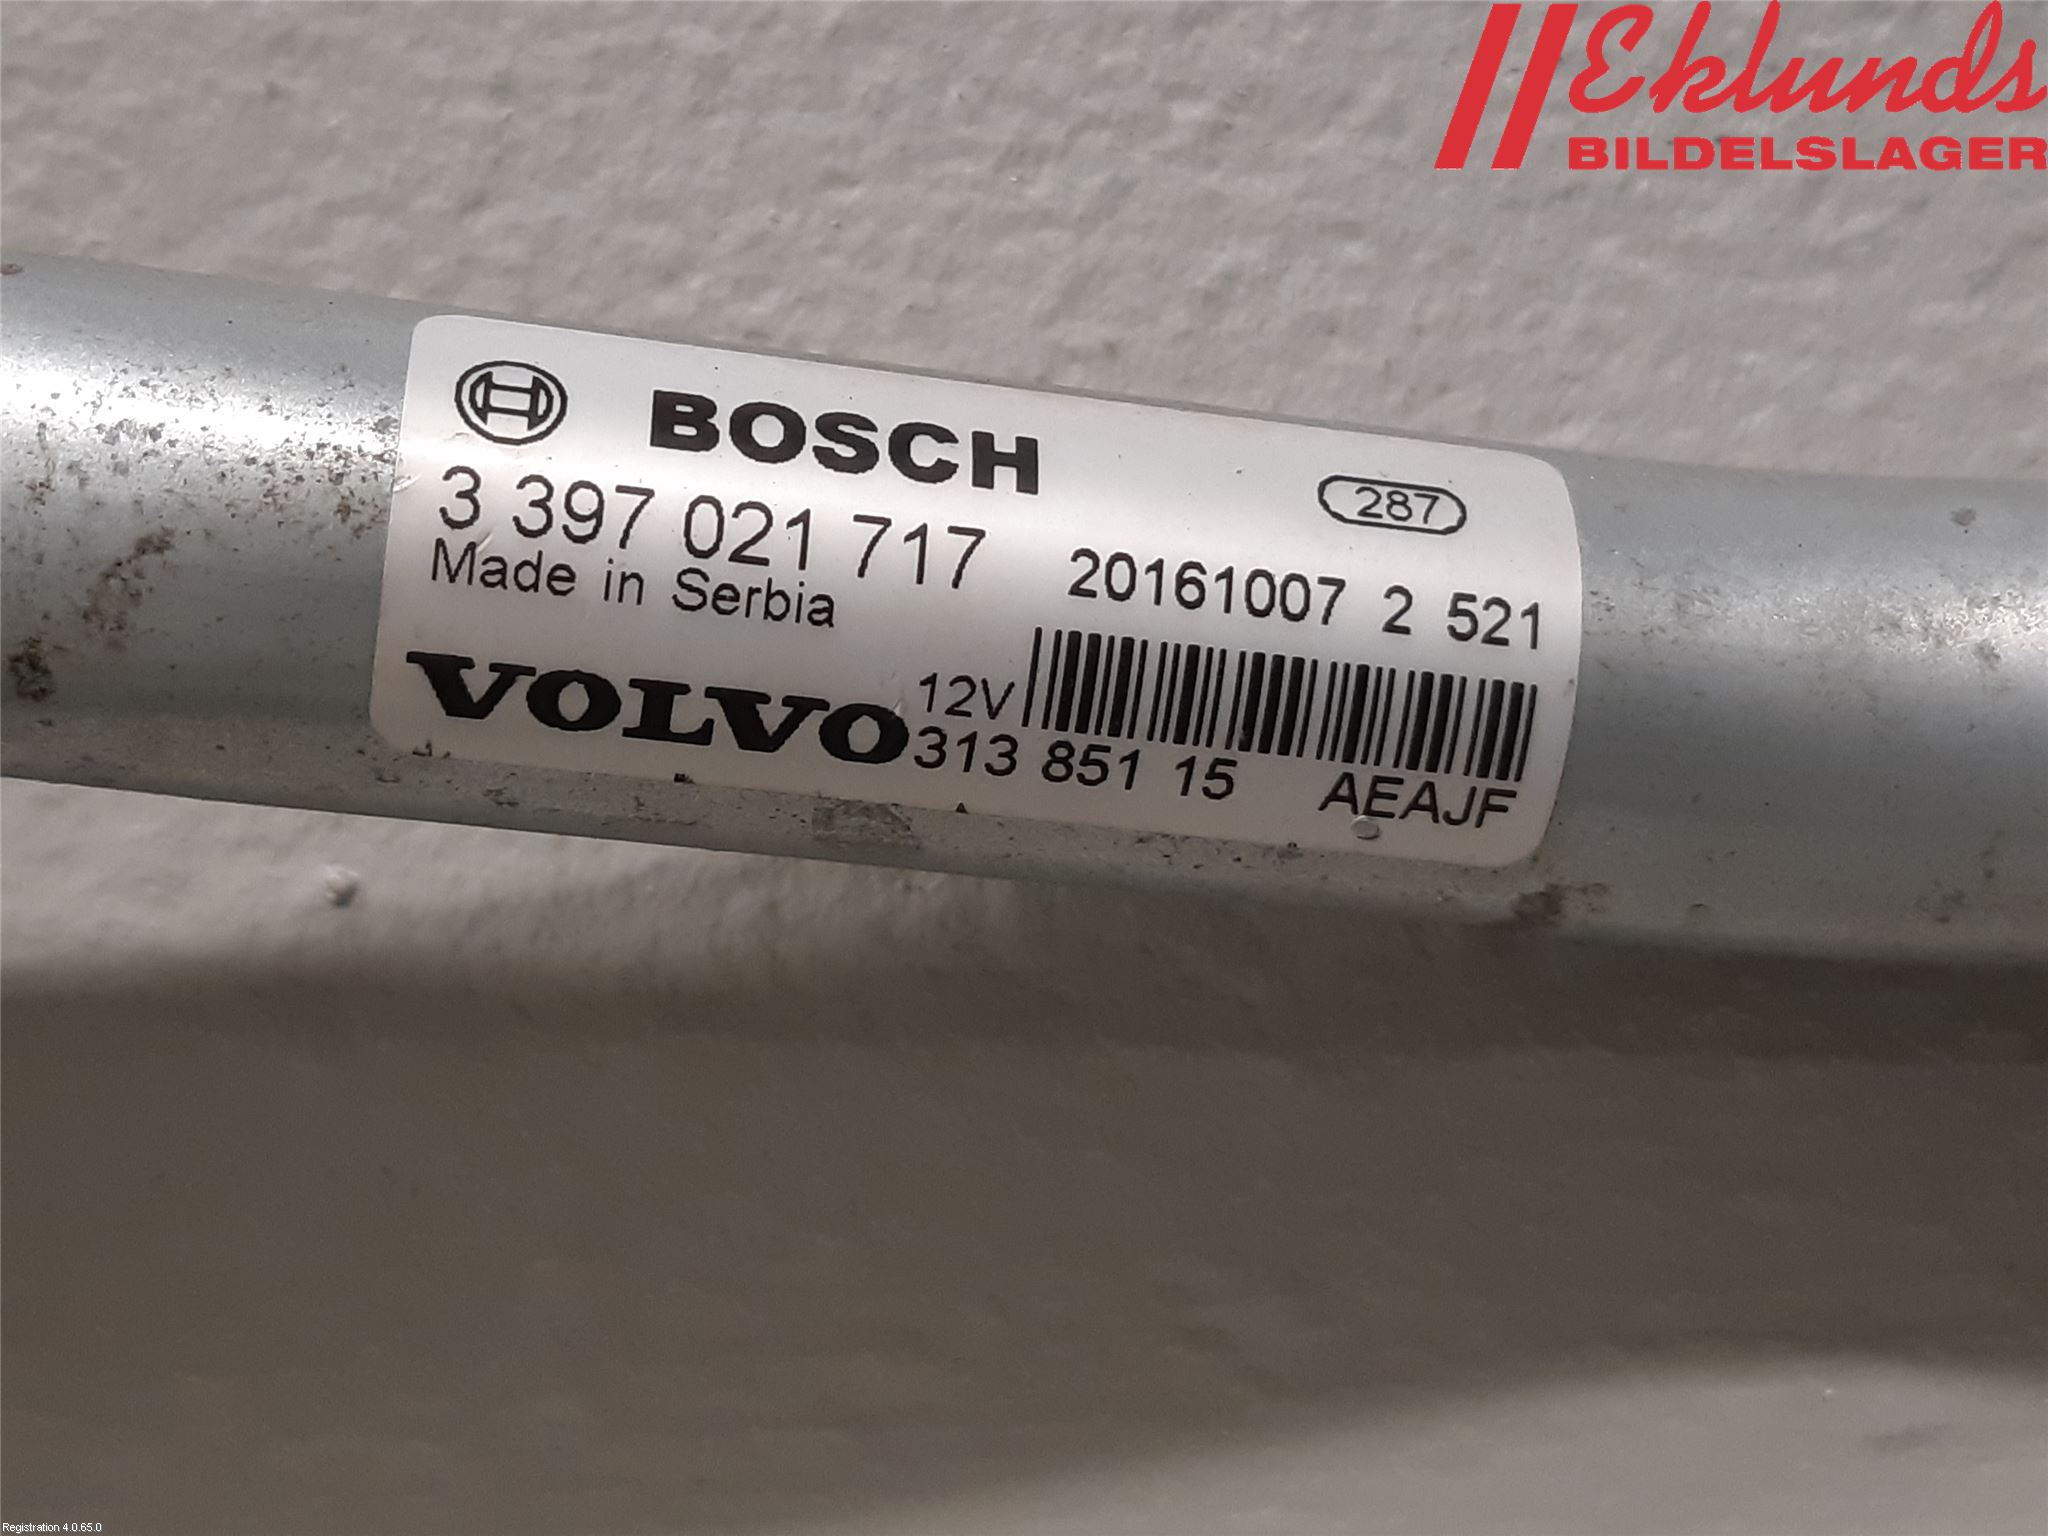 Eklunds
BILDELSLAGER
BOSCH
287
3 397 021 717
20161007 2 521
Made in Serbia
VOLVO
12V
313 851 15
AEAJF
Registration 4.0.65.0